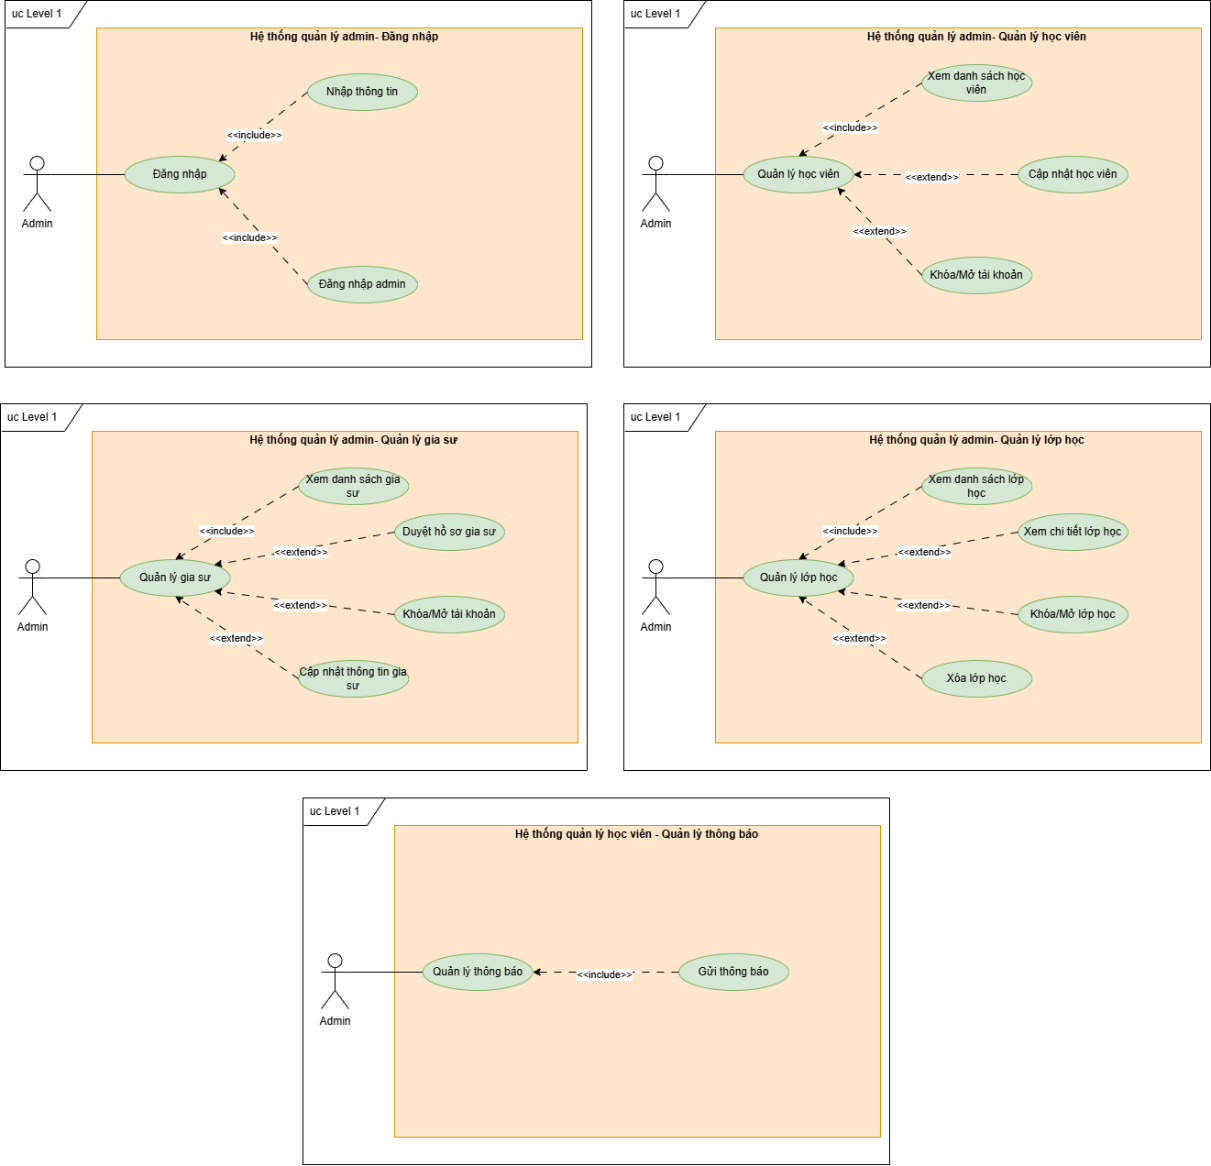 uc Level 1
Hệ thống quản lý admin- Đăng nhập
Nhập thông tin
<<include>>
Đăng nhập
Admin
<<include>>
Đăng nhập admin
uc Level 1
Hệ thống quản lý admin- Quản lý học viên
Xem danh sách học
viên
<<include>>
Quản lý học viên
<<extend>>
Cập nhật học viên
Admin
<<extend>>
Khóa/Mở tài khoản
uc Level 1
Hệ thống quản lý admin- Quản lý gia sư
Xem danh sách gia
sư
<<include>>
Duyệt hồ sơ gia sư
<<extend>>
Quản lý gia sư
<<extend>>
Khóa/Mở tài khoản
Admin
<<extend>>
Cập nhật thông tin gia
sư
uc Level 1
Hệ thống quản lý admin- Quản lý lớp học
Xem danh sách lớp
học
<<include>>
Xem chi tiết lớp học
<<extend>>
Quản lý lớp học
<<extend>>
Khóa/Mở lớp học
Admin
<<extend>>
Xóa lớp học
uc Level 1
Hệ thống quản lý học viên - Quản lý thông báo
Quản lý thông báo
<<include>>
Gửi thông báo
Admin